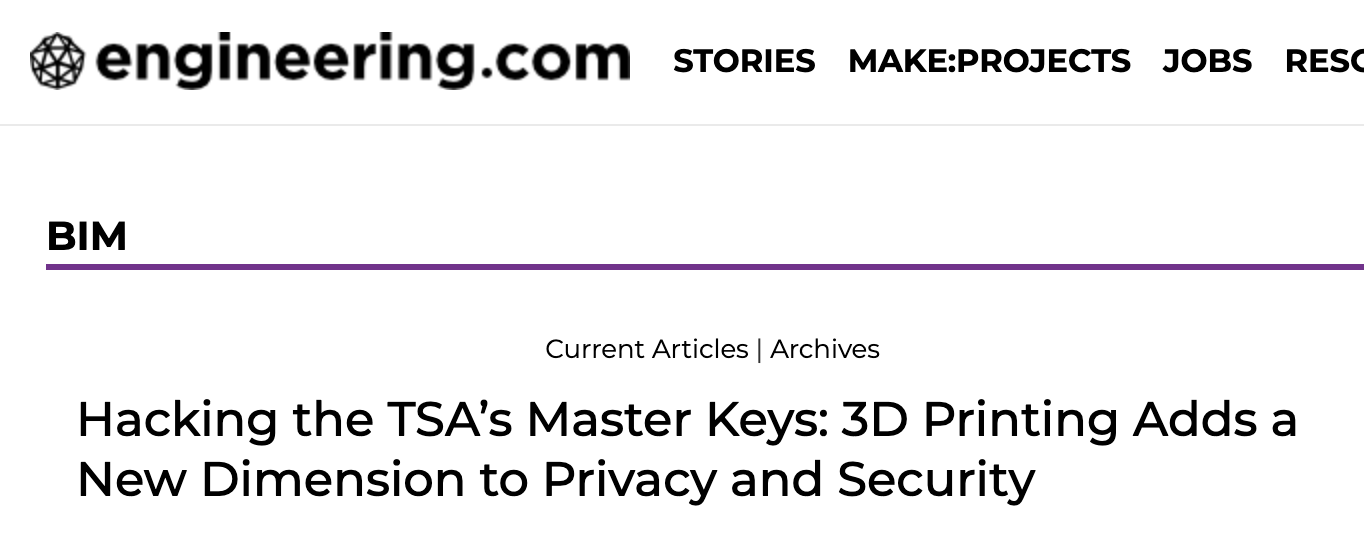 engineering.com STORIES MAKE:PROJECTS JOBS RESO
BIM
Current Articles | Archives
Hacking the TSA’s Master Keys: 3D Printing Adds a
New Dimension to Privacy and Security